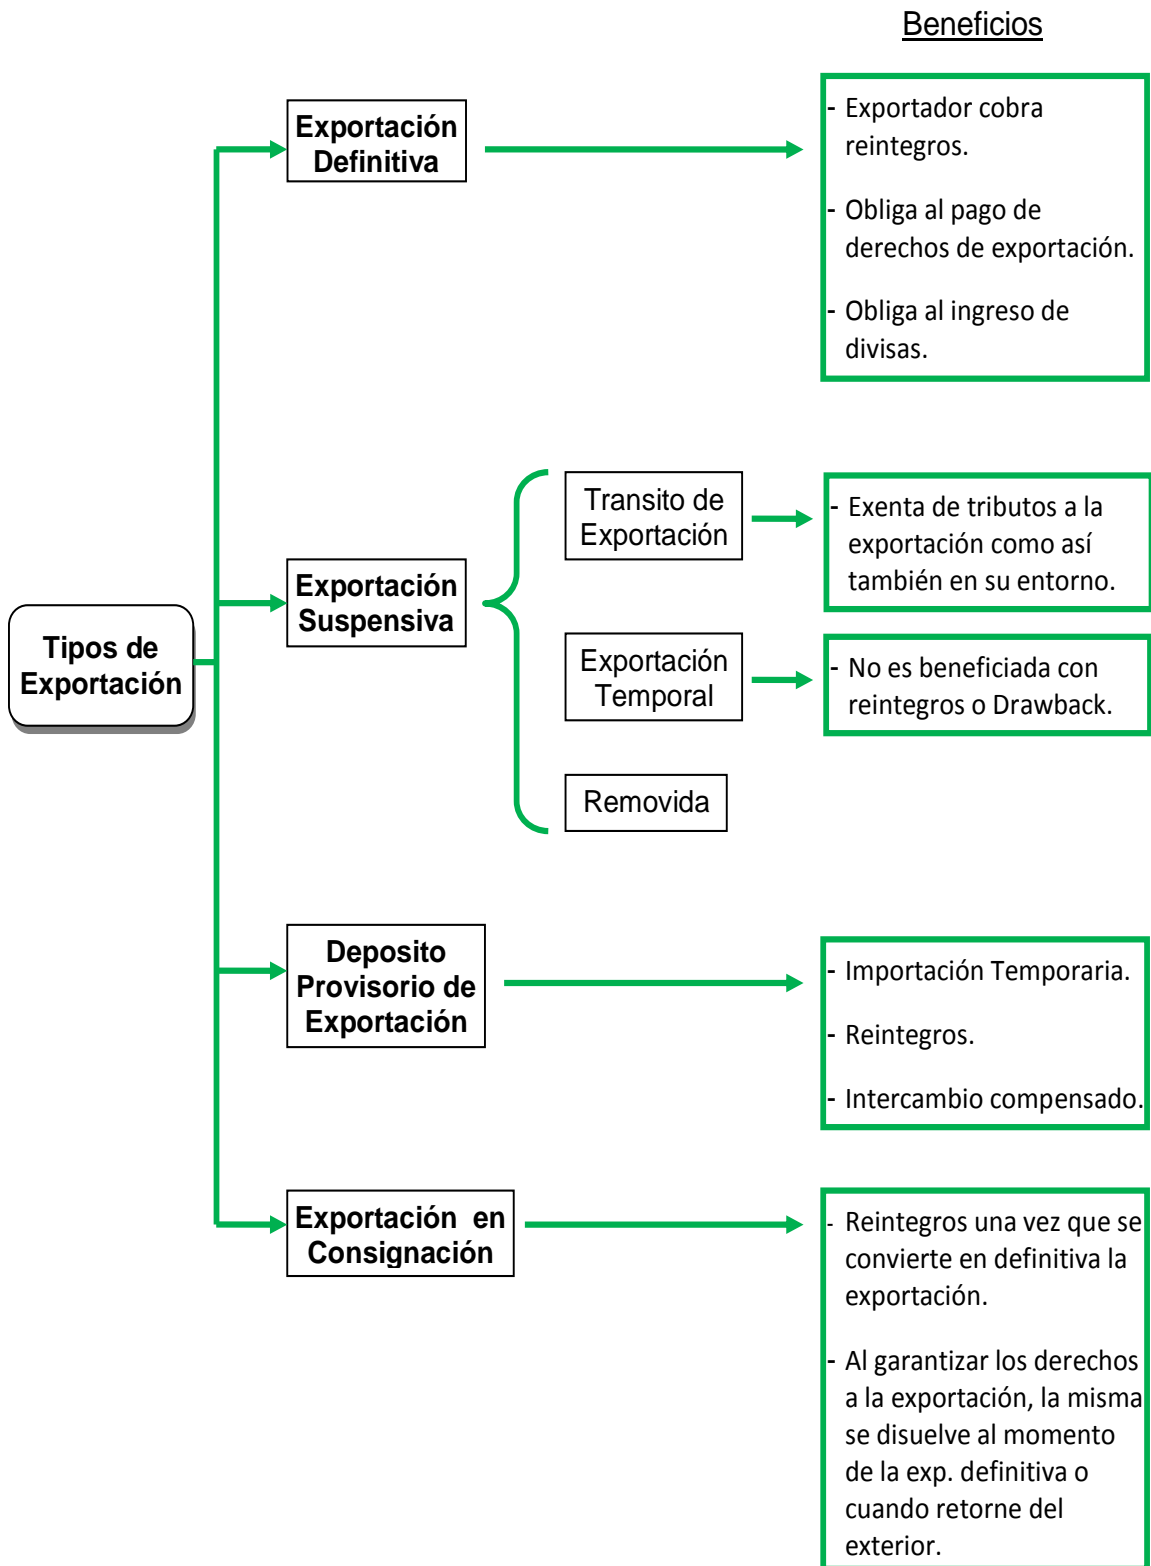 Beneficios
Exportación
Definitiva
- Exportador cobra
reintegros.
- Obliga al pago de
derechos de exportación.
- Obliga al ingreso de
divisas.
Tipos de
Exportación
Exportación
Suspensiva
Transito de
Exportación
- Exenta de tributos a la
exportación como así
también en su entorno.
Exportación
Temporal
- No es beneficiada con
reintegros o Drawback.
Removida
Deposito
Provisorio de
Exportación
- Importación Temporaria.
- Reintegros.
- Intercambio compensado.
Exportación en
Consignación
- Reintegros una vez que se
convierte en definitiva la
exportación.
- Al garantizar los derechos
a la exportación, la misma
se disuelve al momento
de la exp. definitiva o
cuando retorne del
exterior.